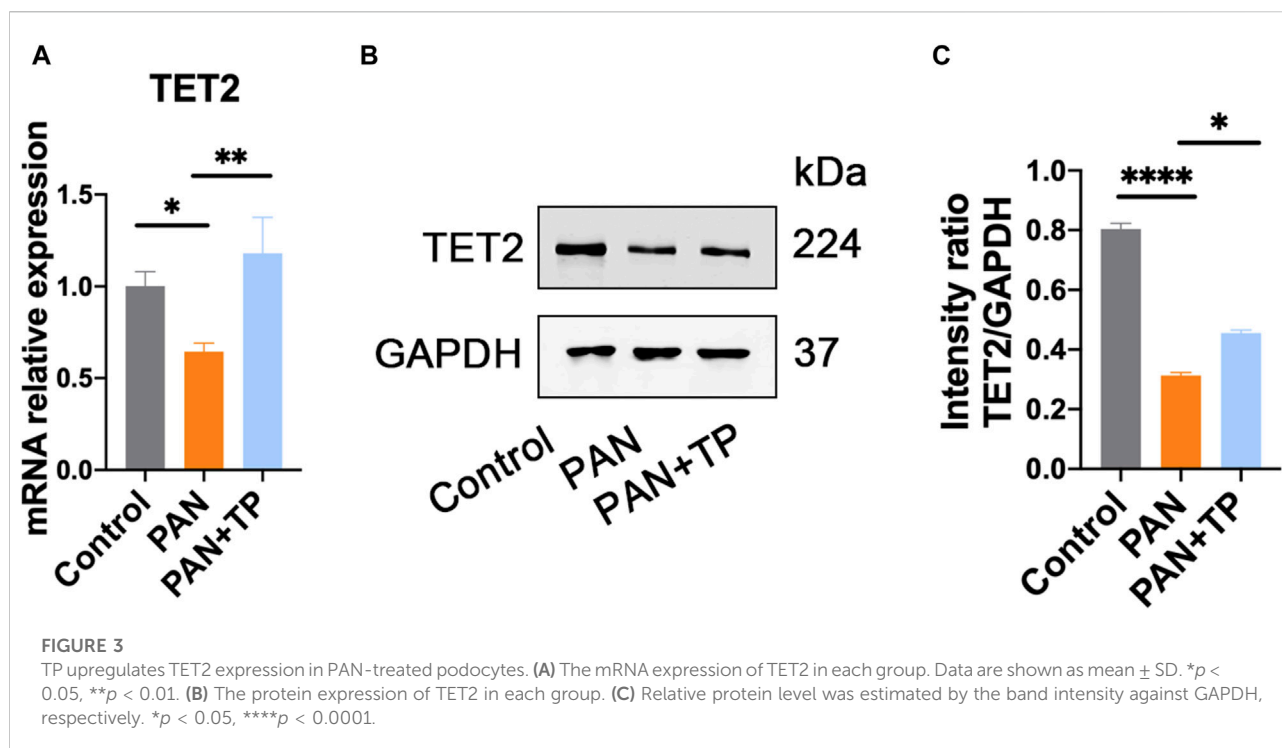 A
TET2
mRNA relative expression
1.5
1.0
0.5
0.0
*
**
Control
PAN
PAN+TP
B
kDa
TET2
224
GAPDH
37
Control
PAN
PAN+TP
C
Intensity ratio
TET2/GAPDH
1.0
0.8
0.6
0.4
0.2
0.0
****
*
Control
PAN
PAN+TP
FIGURE 3
TP upregulates TET2 expression in PAN-treated podocytes. (A) The mRNA expression of TET2 in each group. Data are shown as mean ± SD. *p <
0.05, **p < 0.01. (B) The protein expression of TET2 in each group. (C) Relative protein level was estimated by the band intensity against GAPDH,
respectively. *p < 0.05, ****p < 0.0001.